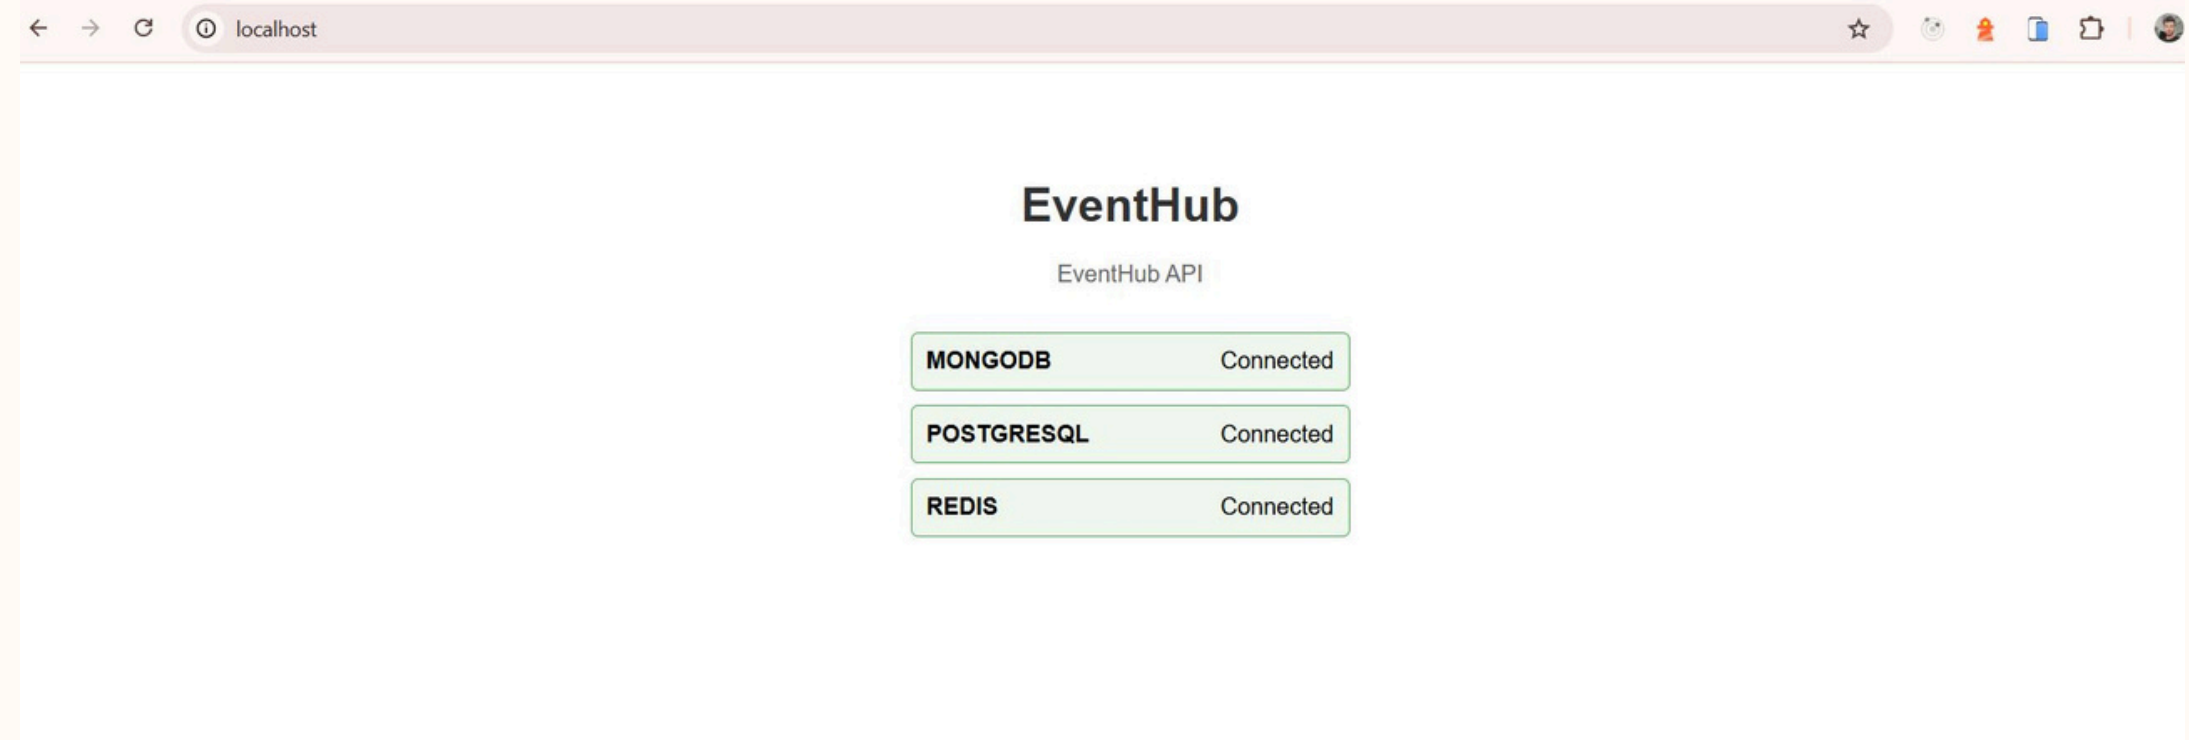 localhost
EventHub
EventHub API
MONGODB Connected
POSTGRESQL Connected
REDIS Connected